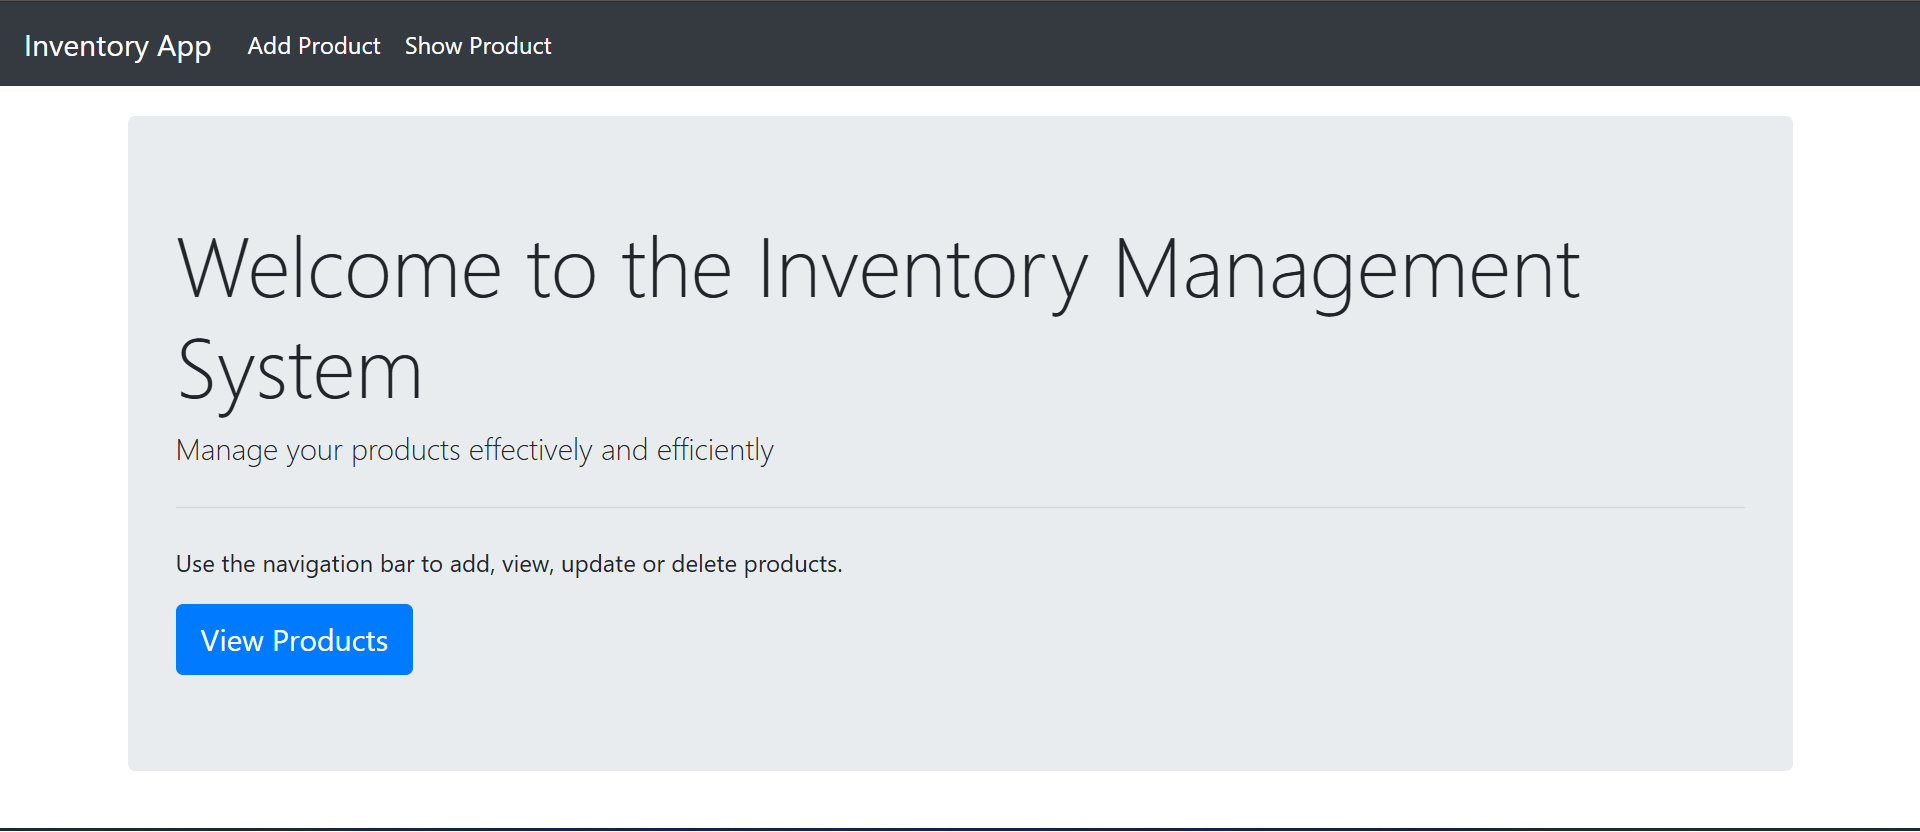 Inventory App Add Product Show Product
Welcome to the Inventory Management
System
Manage your products effectively and efficiently
Use the navigation bar to add, view, update or delete products.
View Products